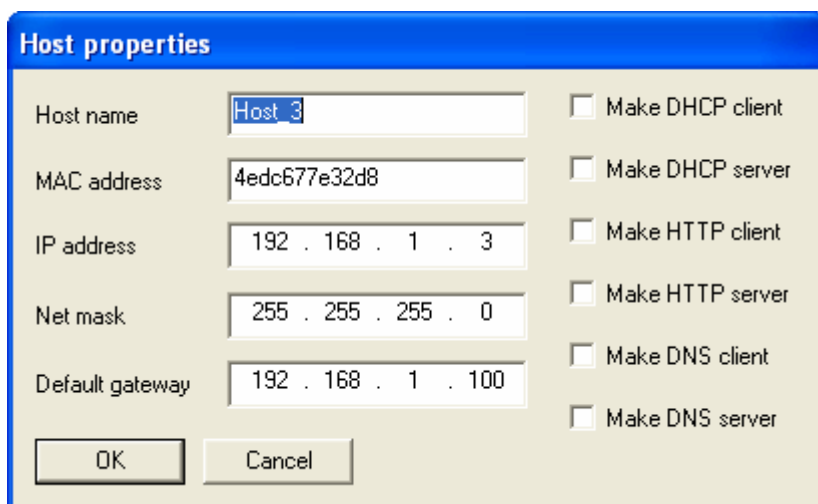 Host properties
Host name Host_3
MAC address 4edc677e32d8
IP address 192 . 168 . 1 . 3
Net mask 255 . 255 . 255 . 0
Default gateway 192 . 168 . 1 . 100
OK Cancel
Make DHCP client
Make DHCP server
Make HTTP client
Make HTTP server
Make DNS client
Make DNS server